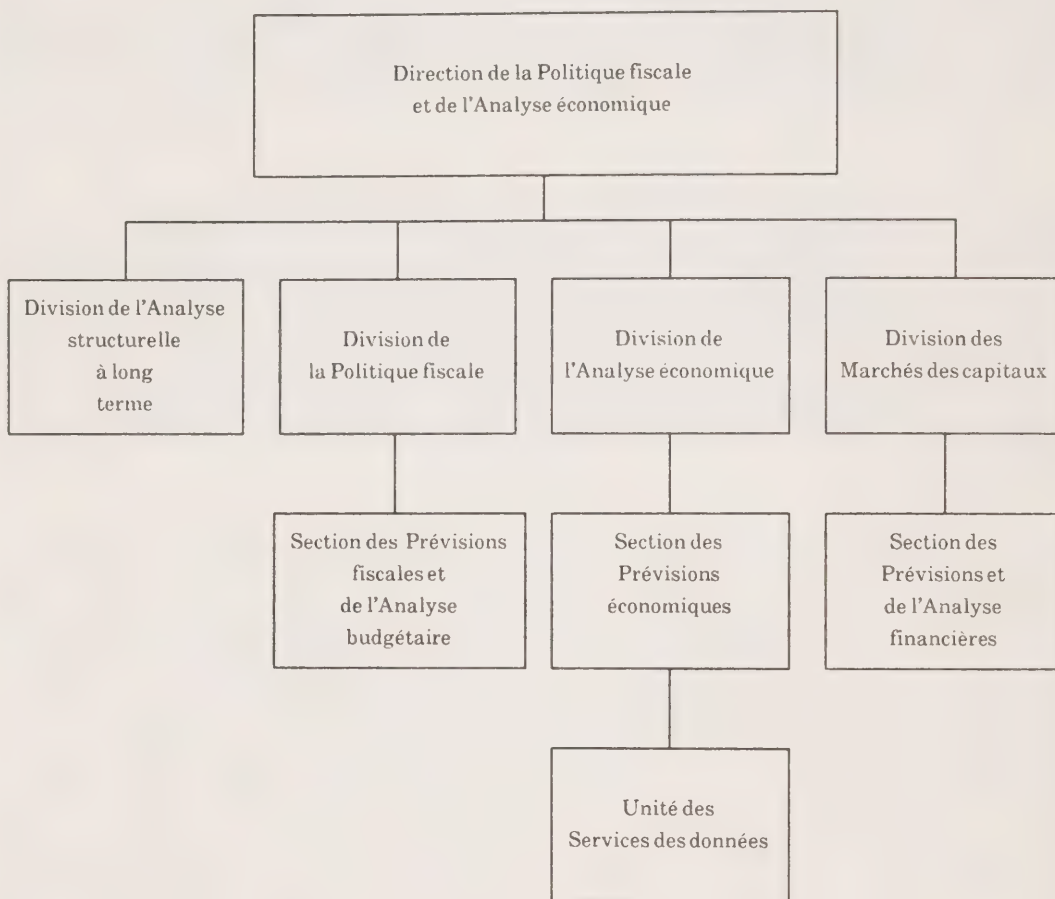 Direction de la Politique fiscale
et de l'Analyse économique
Division de l'Analyse
structurelle
à long
terme
Division de
la Politique fiscale
Division de
l'Analyse économique
Division des
Marchés des capitaux
Section des Prévisions
fiscales et
de l'Analyse
budgétaire
Section des
Prévisions
économiques
Section des
Prévisions et
de l'Analyse
financières
Unité des
Services des données